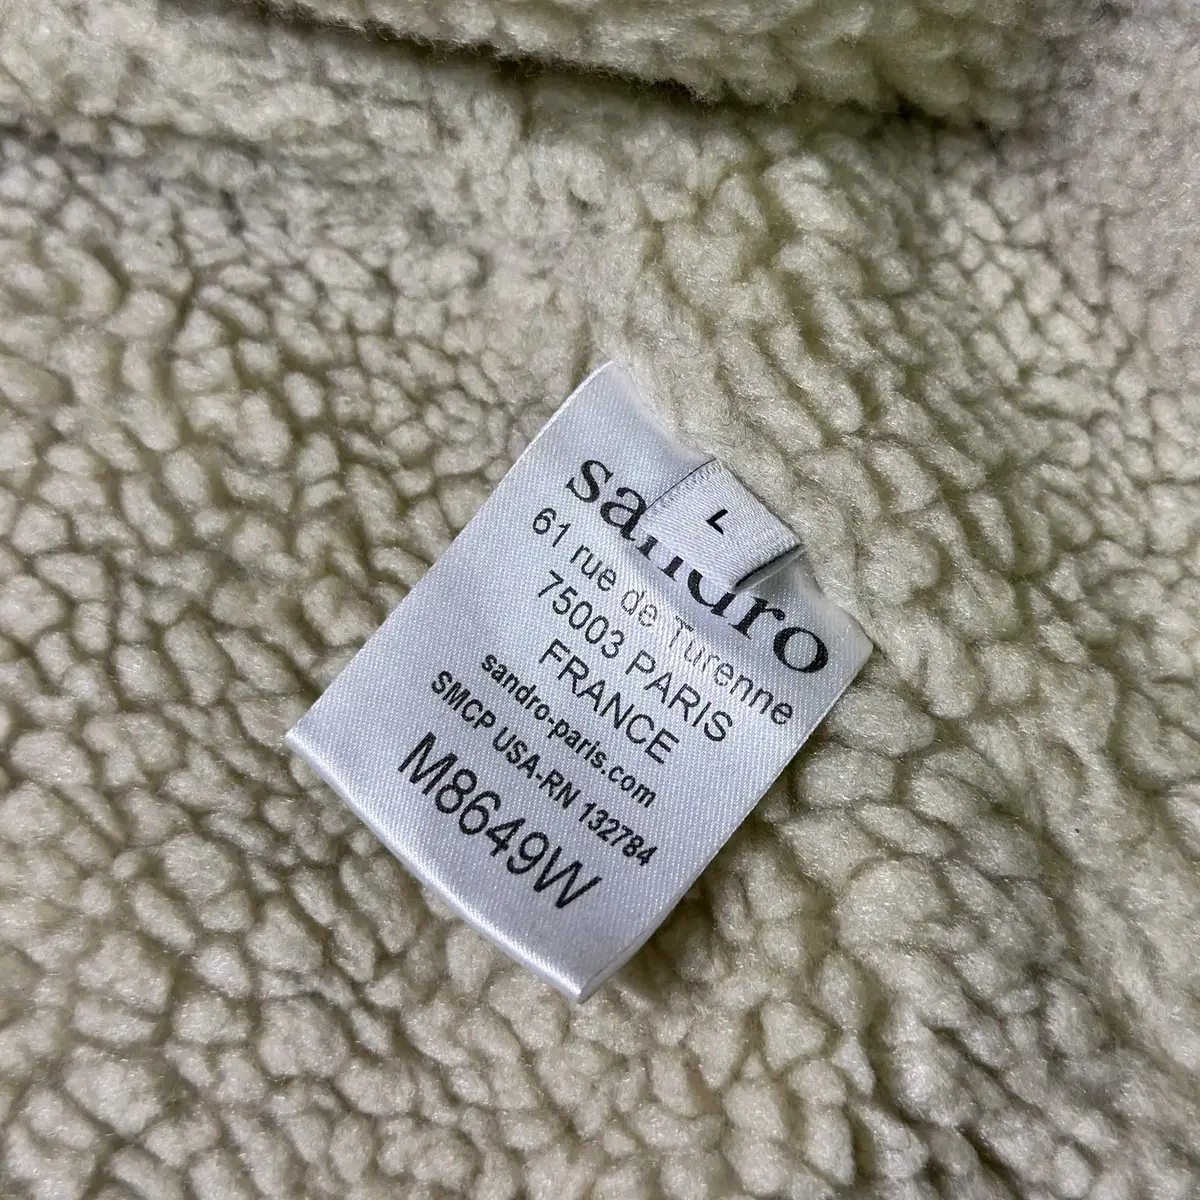 sandro
L
61 rue de Turenne
75003 PARIS
FRANCE
sandro-paris.com
SMCP USA-RN 132784
M8649W